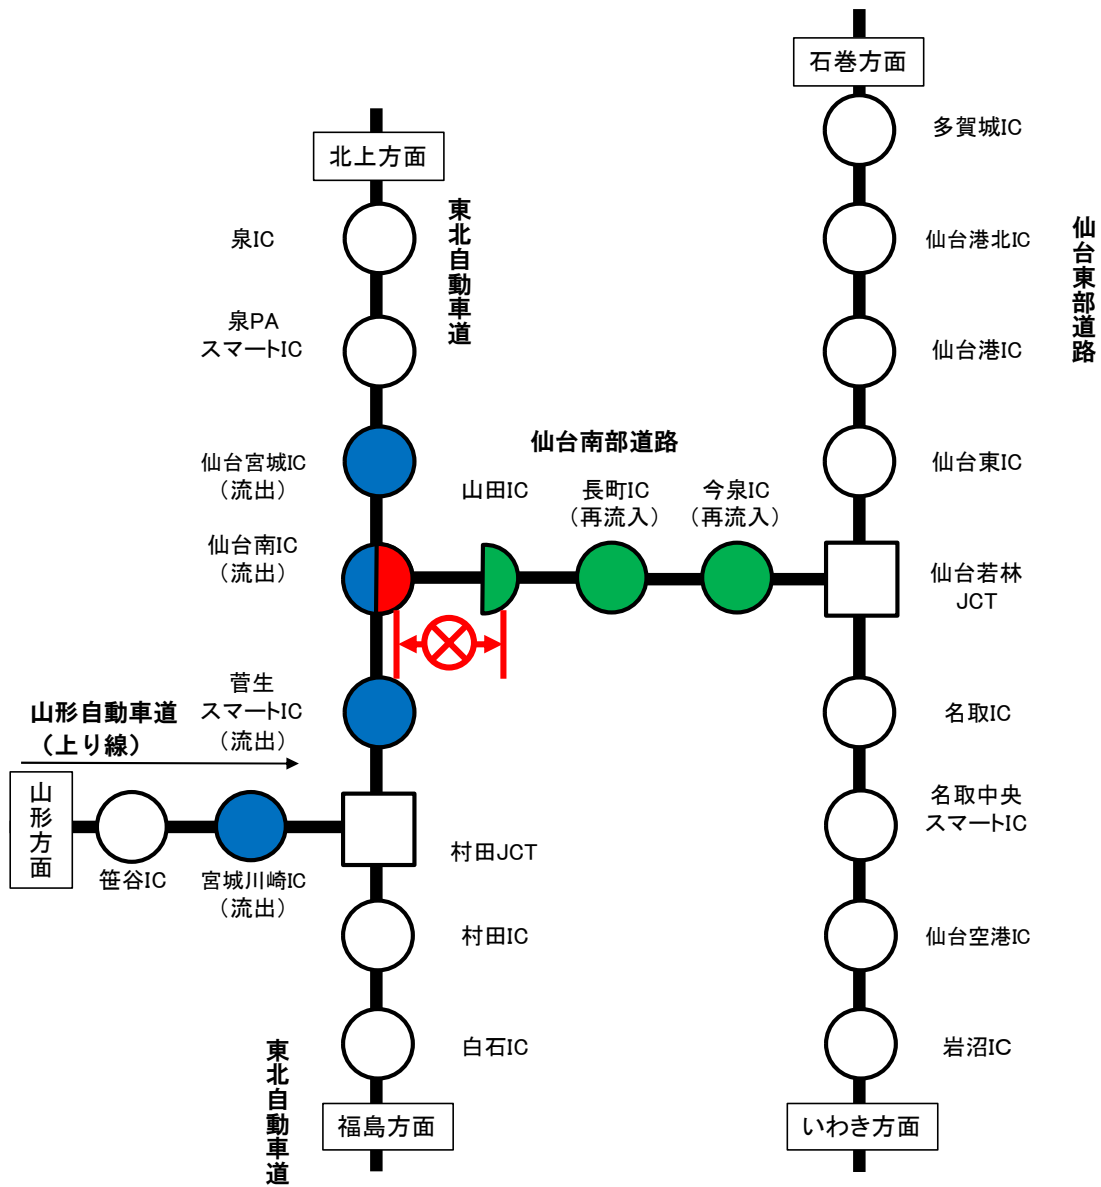 石巻方面
多賀城IC
北上方面
東北自動車道
仙台東部道路
泉IC
仙台港北IC
泉PA
スマートIC
仙台港IC
仙台南部道路
仙台宮城IC
（流出）
山田IC
長町IC
（再流入）
今泉IC
（再流入）
仙台東IC
仙台南IC
（流出）
仙台若林
JCT
菅生
スマートIC
（流出）
山形自動車道
（上り線）
名取IC
山形方面
名取中央
スマートIC
村田JCT
笹谷IC
宮城川崎IC
（流出）
村田IC
仙台空港IC
東北自動車道
白石IC
岩沼IC
福島方面
いわき方面